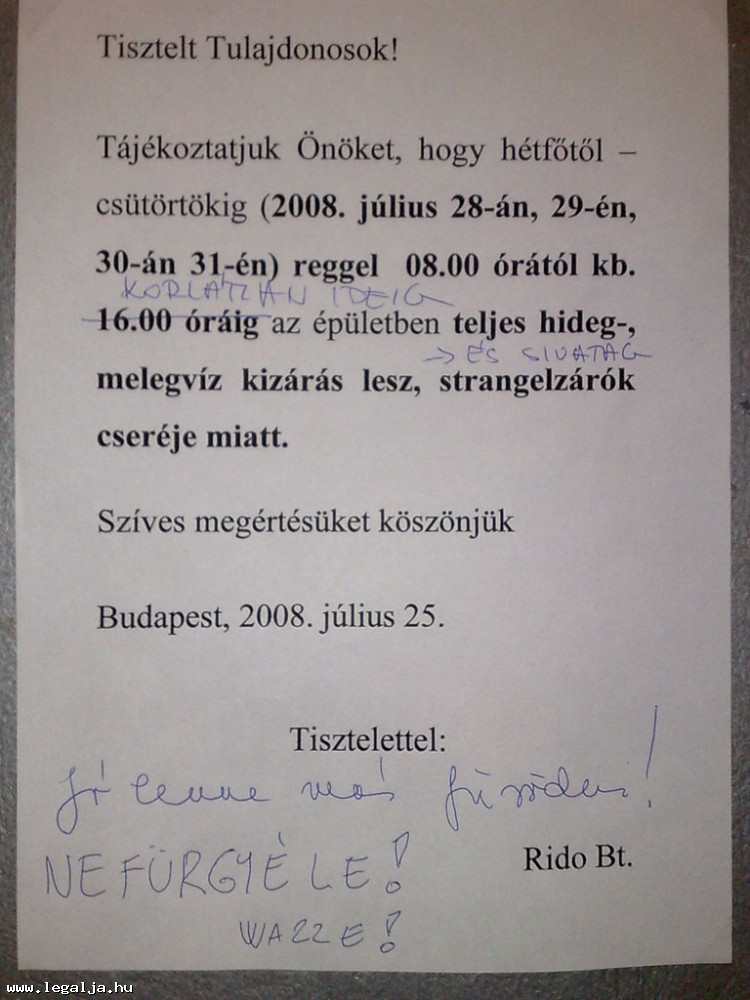 Tisztelt Tulajdonosok!
Tájékoztatjuk Önöket, hogy hétfőtől –
csütörtökig (2008. július 28-án, 29-én,
30-án 31-én) reggel 08.00 órától kb.
KORLÁTLAN IDEIG
16.00 óráig az épületben teljes hideg-,
→ ÉS SIVATAG
melegvíz kizárás lesz, strangelzárók
cseréje miatt.
Szíves megértésüket köszönjük
Budapest, 2008. július 25.
Tisztelettel:
Jó lenne már fürödni!
Rido Bt.
NE FÜRGYÉ LE!
WAZZE!
www.legalja.hu